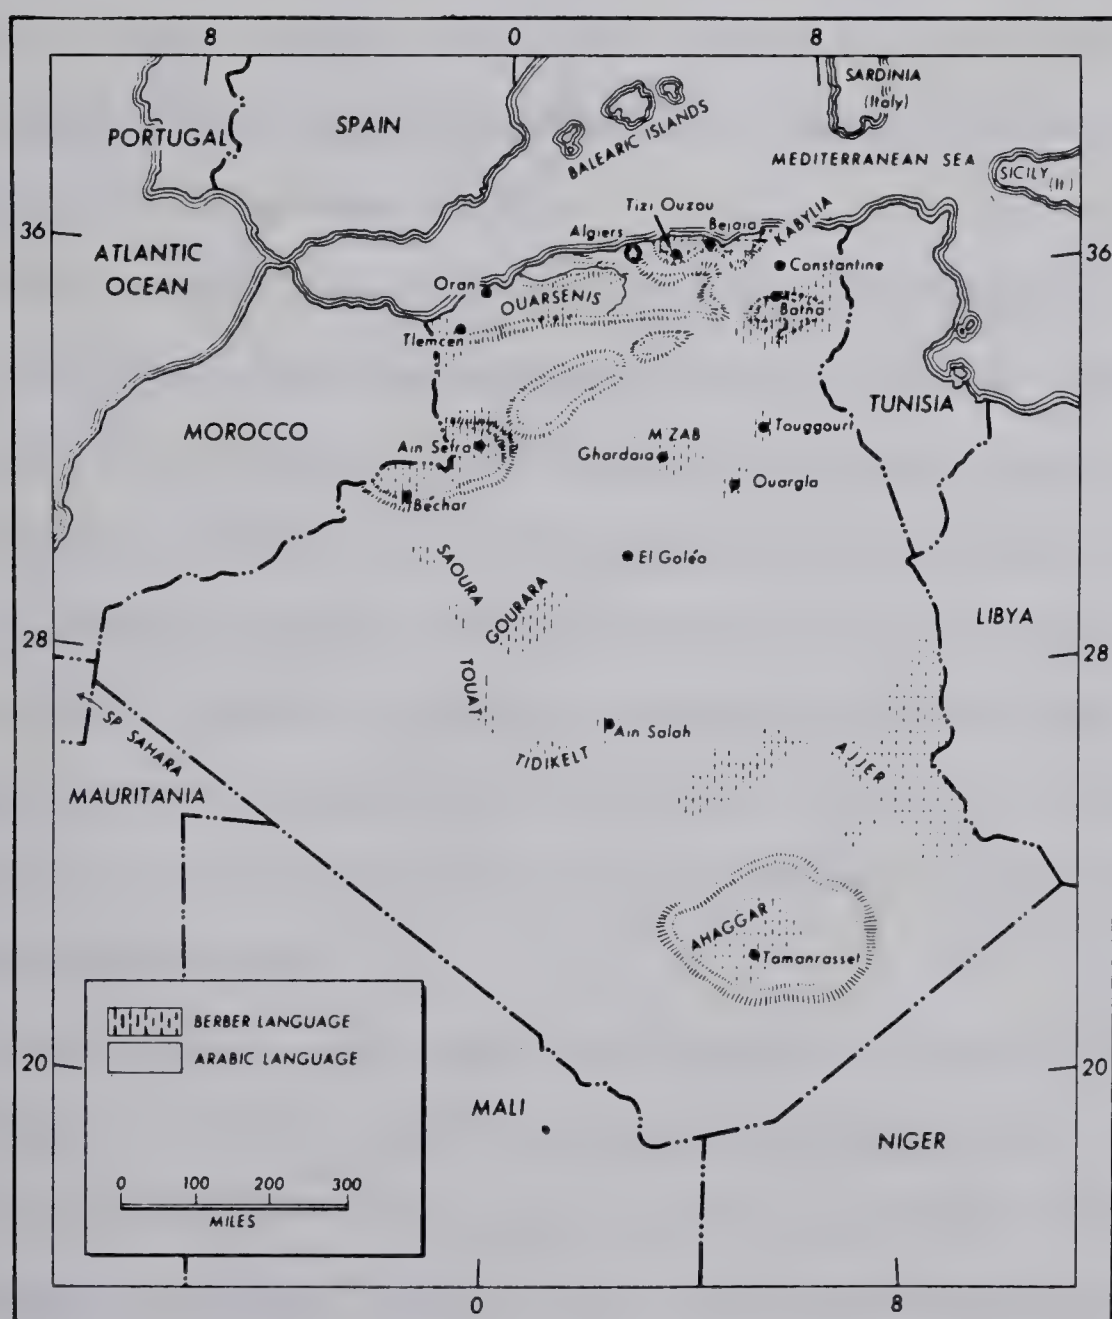 8 0 8
SARDINIA
(Italy)
PORTUGAL
SPAIN
BALEARIC ISLANDS
MEDITERRANEAN SEA
SICILY (It)
36
ATLANTIC
OCEAN
Tizi Ouzou
Algiers
Bejaia
KABYLIA
36
Constantine
Oran
OUARSENIS
Batna
Tlemcen
MOROCCO
TUNISIA
Ain Sefra
M'ZAB
Touggourt
Ghardaia
Ouargla
Bechar
El Goléa
SAOURA
GOURARA
LIBYA
28
28
TOUAT
Ain Salah
SP. SAHARA
TIDIKELT
AJJER
MAURITANIA
AHAGGAR
Tamanrasset
BERBER LANGUAGE
ARABIC LANGUAGE
20
20
MALI
NIGER
0 100 200 300
MILES
0 8